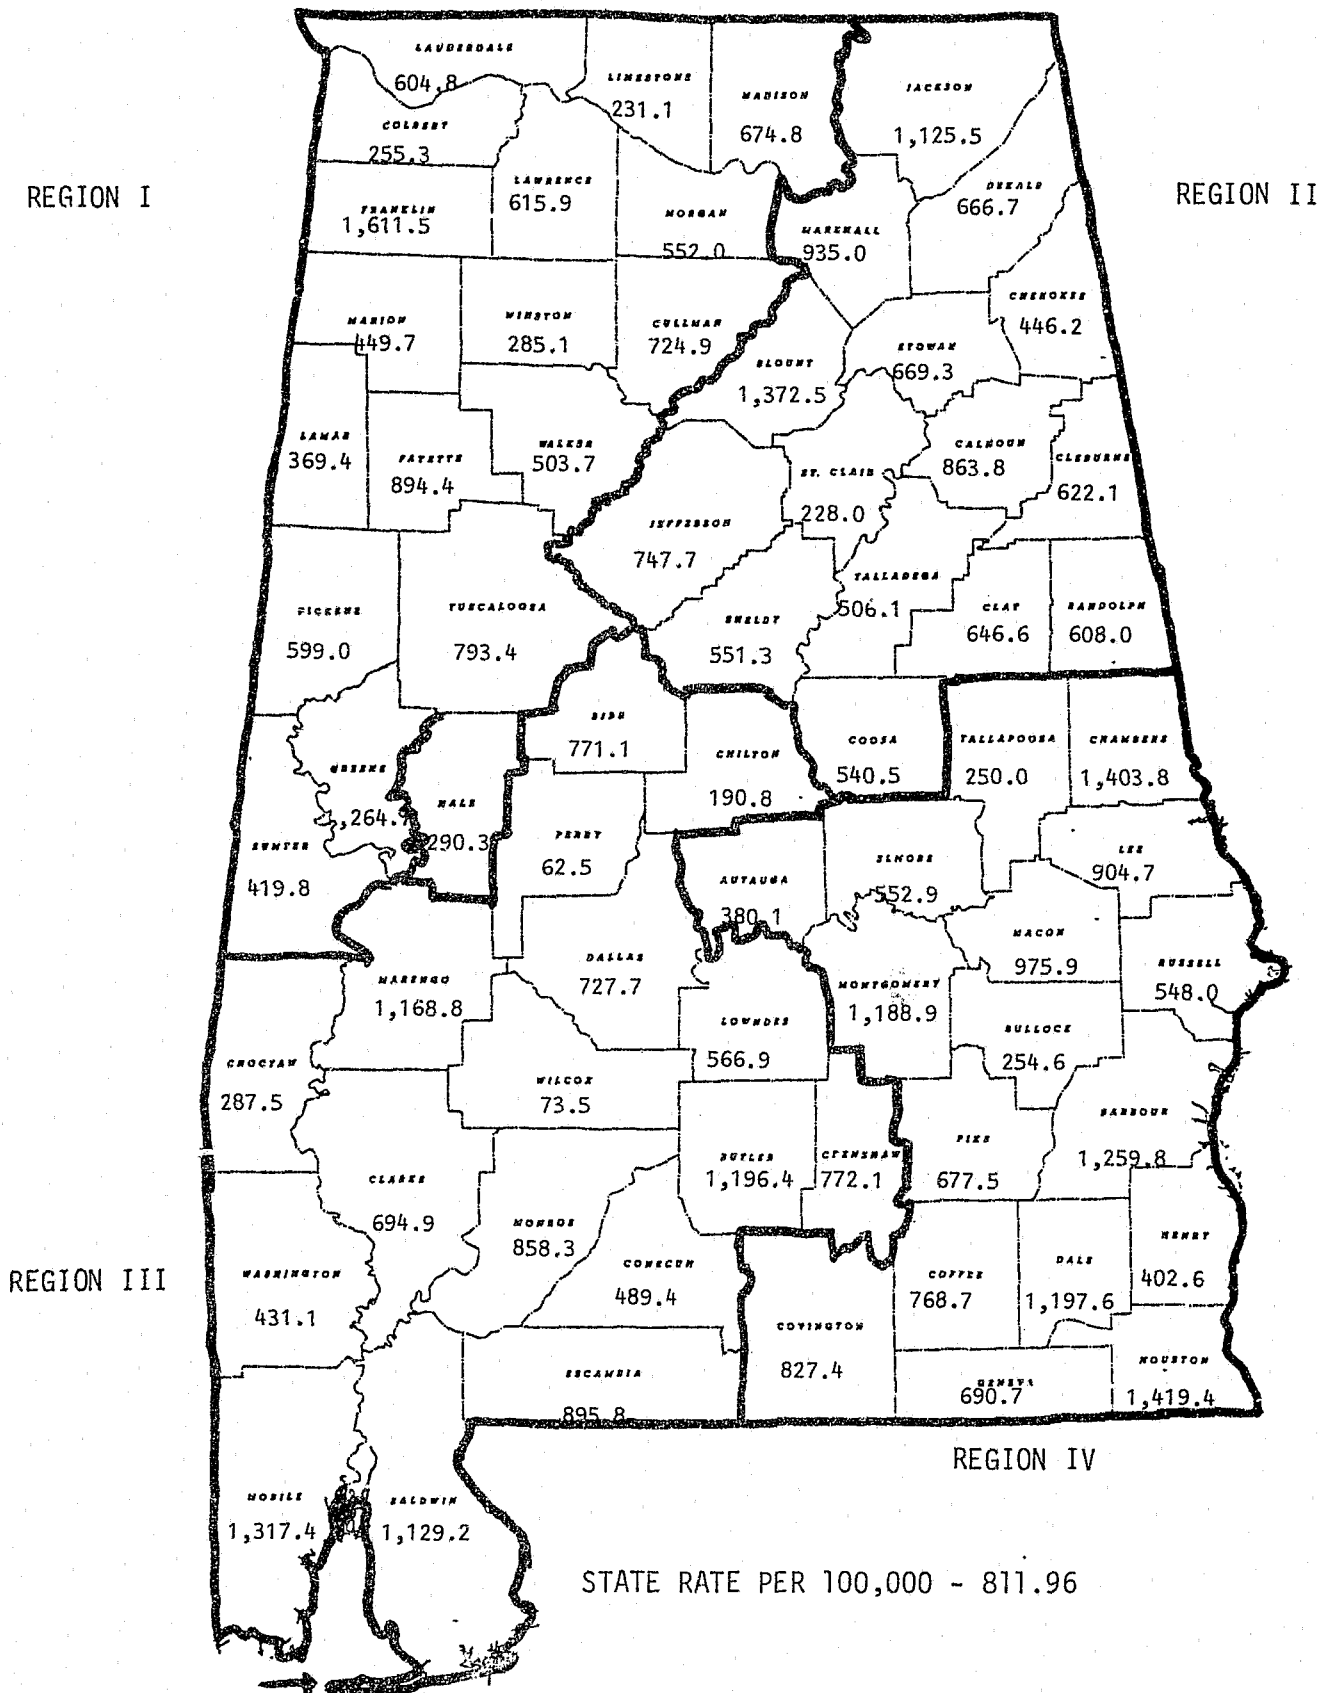 LAUDERDALE
604.8
LIMESTONE
231.1
MADISON
674.8
JACKSON
1,125.5
COLBERT
255.3
REGION I
FRANKLIN
1,611.5
LAWRENCE
615.9
MORGAN
552.0
MARSHALL
935.0
DEKALB
666.7
REGION II
MARION
449.7
WINSTON
285.1
CULLMAN
724.9
BLOUNT
1,372.5
ETOWAH
669.3
CHEROKEE
446.2
LAMAR
369.4
FAYETTE
894.4
WALKER
503.7
ST. CLAIR
228.0
CALHOUN
863.8
CLEBURNE
622.1
JEFFERSON
747.7
TALLADEGA
506.1
PICKENS
599.0
TUSCALOOSA
793.4
SHELBY
551.3
CLAY
646.6
RANDOLPH
608.0
BIBB
771.1
CHILTON
190.8
COOSA
540.5
TALLAPOOSA
250.0
CHAMBERS
1,403.8
GREENE
,264.
HALE
290.3
SUMTER
419.8
PERRY
62.5
AUTAUGA
380.1
ELMORE
552.9
LEE
904.7
MARENGO
1,168.8
DALLAS
727.7
LOWNDES
566.9
MONTGOMERY
1,188.9
MACON
975.9
RUSSELL
548.0
BULLOCK
254.6
CHOCTAW
287.5
WILCOX
73.5
BUTLER
1,196.4
CRENSHAW
772.1
PIKE
677.5
BARBOUR
1,259.8
CLARKE
694.9
MONROE
858.3
CONECUH
489.4
REGION III
WASHINGTON
431.1
COVINGTON
827.4
COFFEE
768.7
DALE
1,197.6
HENRY
402.6
ESCAMBIA
895.8
GENEVA
690.7
HOUSTON
1,419.4
REGION IV
MOBILE
1,317.4
BALDWIN
1,129.2
STATE RATE PER 100,000 - 811.96